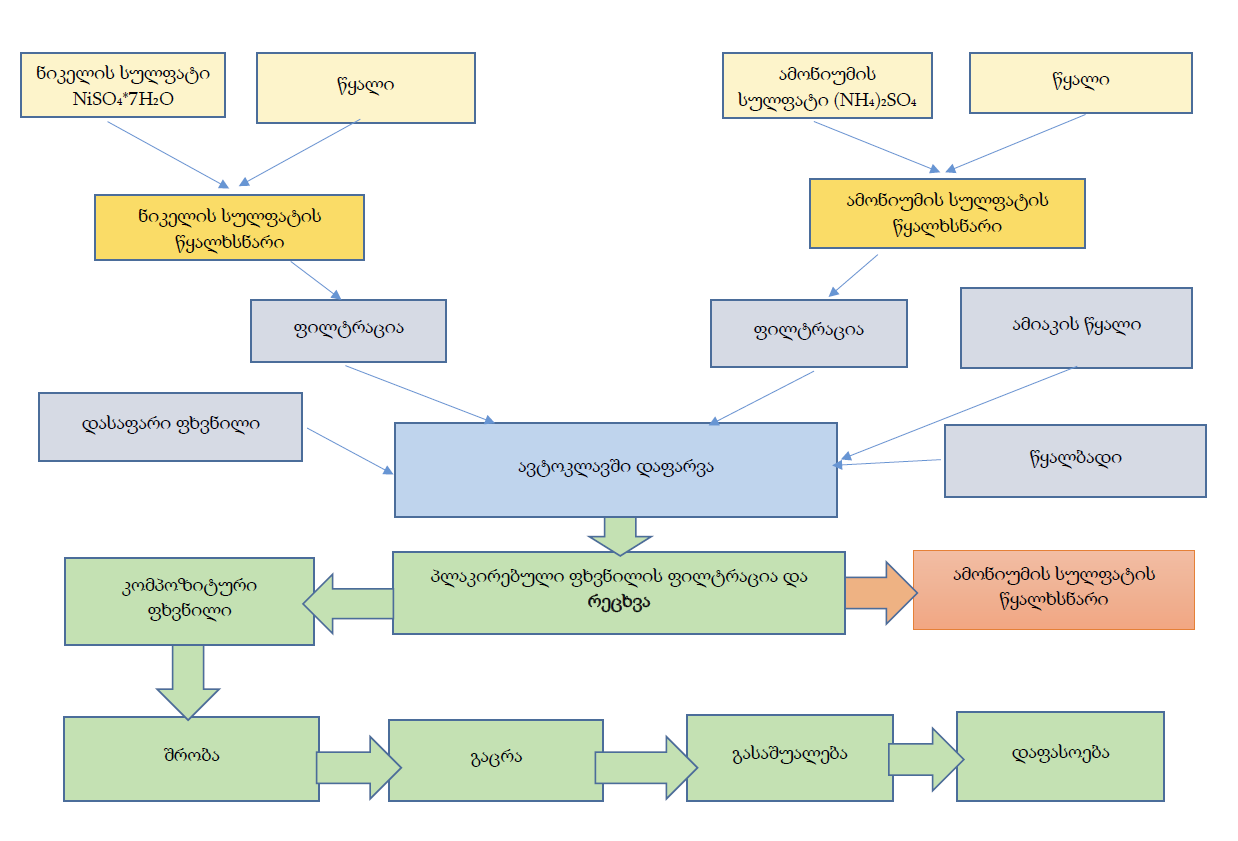 ნიკელის სულფატი
NiSO₄*7H₂O
წყალი
ამონიუმის
სულფატი (NH₄)₂SO₄
წყალი
ნიკელის სულფატის
წყალხსნარი
ამონიუმის სულფატის
წყალხსნარი
ფილტრაცია
ფილტრაცია
ამიაკის წყალი
დასაფარი ფხვნილი
ავტოკლავში დაფარვა
წყალბადი
კომპოზიტური
ფხვნილი
პლაკირებული ფხვნილის ფილტრაცია და
რეცხვა
ამონიუმის სულფატის
წყალხსნარი
შრობა
გაცრა
გასაშუალება
დაფასოება